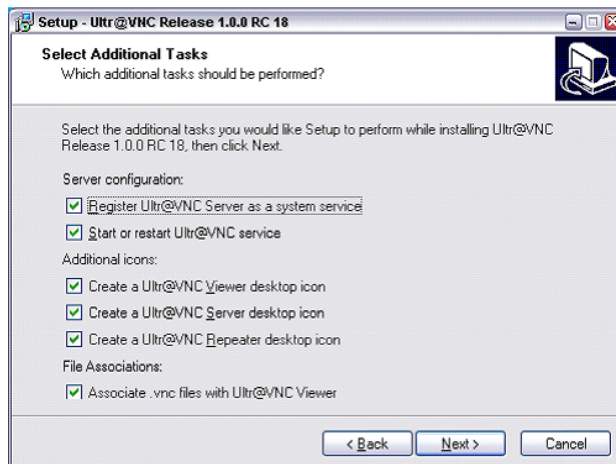 Setup - Ultr@VNC Release 1.0.0 RC 18
Select Additional Tasks
Which additional tasks should be performed?
Select the additional tasks you would like Setup to perform while installing Ultr@VNC
Release 1.0.0 RC 18, then click Next.
Server configuration:
Register Ultr@VNC Server as a system service
Start or restart Ultr@VNC service
Additional icons:
Create a Ultr@VNC Viewer desktop icon
Create a Ultr@VNC Server desktop icon
Create a Ultr@VNC Repeater desktop icon
File Associations:
Associate .vnc files with Ultr@VNC Viewer
< Back Next > Cancel